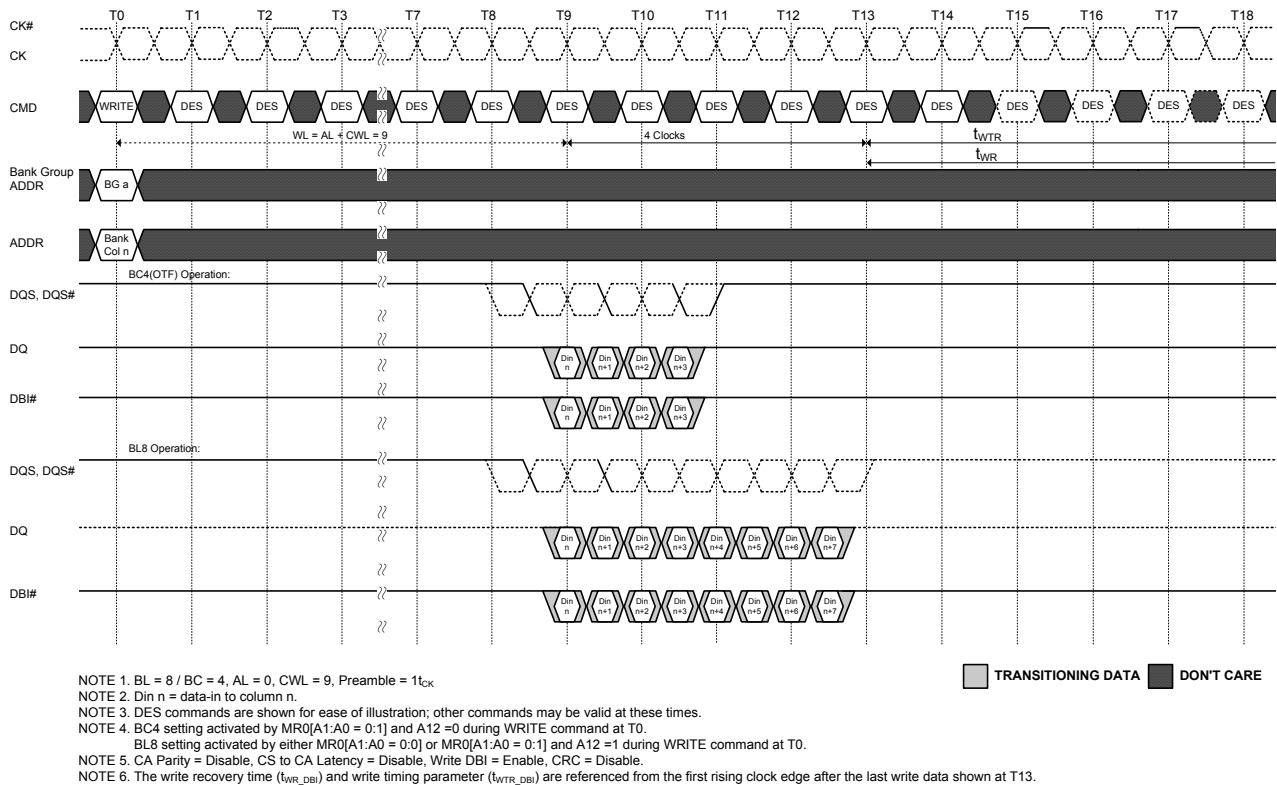 T0 T1 T2 T3 T7 T8 T9 T10 T11 T12 T13 T14 T15 T16 T17 T18
CK#
CK
CMD WRITE DES DES DES DES DES DES DES DES DES DES DES DES DES DES DES
WL = AL + CWL = 9 4 Clocks tWTR
tWR
Bank Group
ADDR BG a
ADDR Bank
Col n
BC4(OTF) Operation:
DQS, DQS#
DQ Din n Din n+1 Din n+2 Din n+3
DBI# Din n Din n+1 Din n+2 Din n+3
BL8 Operation:
DQS, DQS#
DQ Din n Din n+1 Din n+2 Din n+3 Din n+4 Din n+5 Din n+6 Din n+7
DBI# Din n Din n+1 Din n+2 Din n+3 Din n+4 Din n+5 Din n+6 Din n+7
TRANSITIONING DATA DON'T CARE
NOTE 1. BL = 8 / BC = 4, AL = 0, CWL = 9, Preamble = 1tCK
NOTE 2. Din n = data-in to column n.
NOTE 3. DES commands are shown for ease of illustration; other commands may be valid at these times.
NOTE 4. BC4 setting activated by MR0[A1:A0 = 0:1] and A12 =0 during WRITE command at T0.
BL8 setting activated by either MR0[A1:A0 = 0:0] or MR0[A1:A0 = 0:1] and A12 =1 during WRITE command at T0.
NOTE 5. CA Parity = Disable, CS to CA Latency = Disable, Write DBI = Enable, CRC = Disable.
NOTE 6. The write recovery time (tWR_DBI) and write timing parameter (tWTR_DBI) are referenced from the first rising clock edge after the last write data shown at T13.